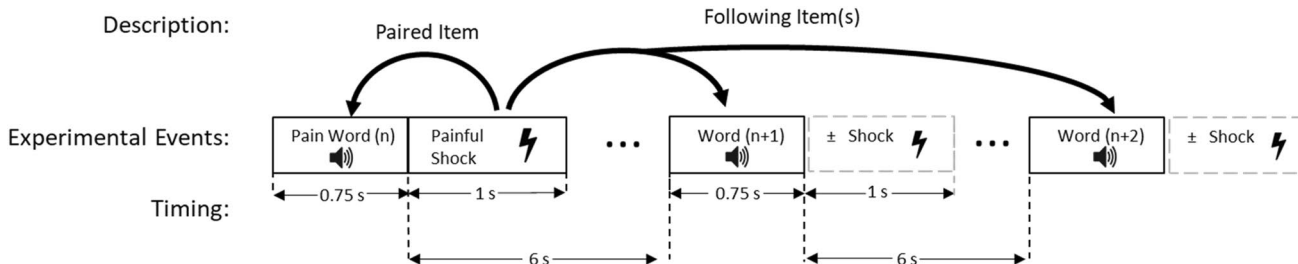 Description:
Following Item(s)
Paired Item
Experimental Events:
Pain Word (n)
Painful
Shock
...
Word (n+1)
± Shock
...
Word (n+2)
± Shock
Timing:
0.75 s
1 s
0.75 s
1 s
6 s
6 s